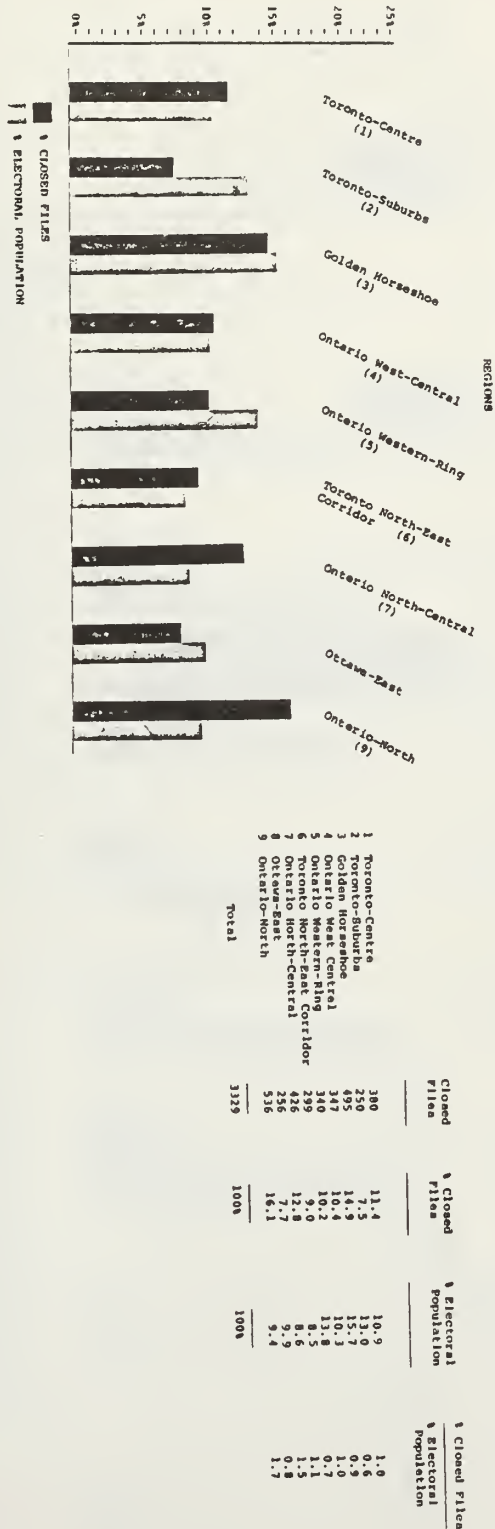 REGIONS
25%
20%
15%
10%
5%
0%
Toronto-Centre
(1)
Toronto-Suburbs
(2)
Golden Horseshoe
(3)
Ontario West-Central
(4)
Ontario Western-Ring
(5)
Toronto North-East
Corridor (6)
Ontario North-Central
(7)
Ottawa-East
Ontario-North
(9)
% CLOSED FILES
% ELECTORAL POPULATION
Closed Files % Closed Files % Electoral Population % Closed Files % Electoral Population
1 Toronto-Centre 380 11.4 10.9 1.0
2 Toronto-Suburbs 250 7.5 13.0 0.6
3 Golden Horseshoe 495 14.9 15.7 0.9
4 Ontario West Central 347 10.4 10.3 1.0
5 Ontario Western-Ring 340 10.2 13.8 0.7
6 Toronto North-East Corridor 299 9.0 8.5 1.1
7 Ontario North-Central 426 12.8 8.6 1.5
8 Ottawa-East 256 7.7 9.9 0.8
9 Ontario-North 536 16.1 9.4 1.7
Total 3329 100% 100%